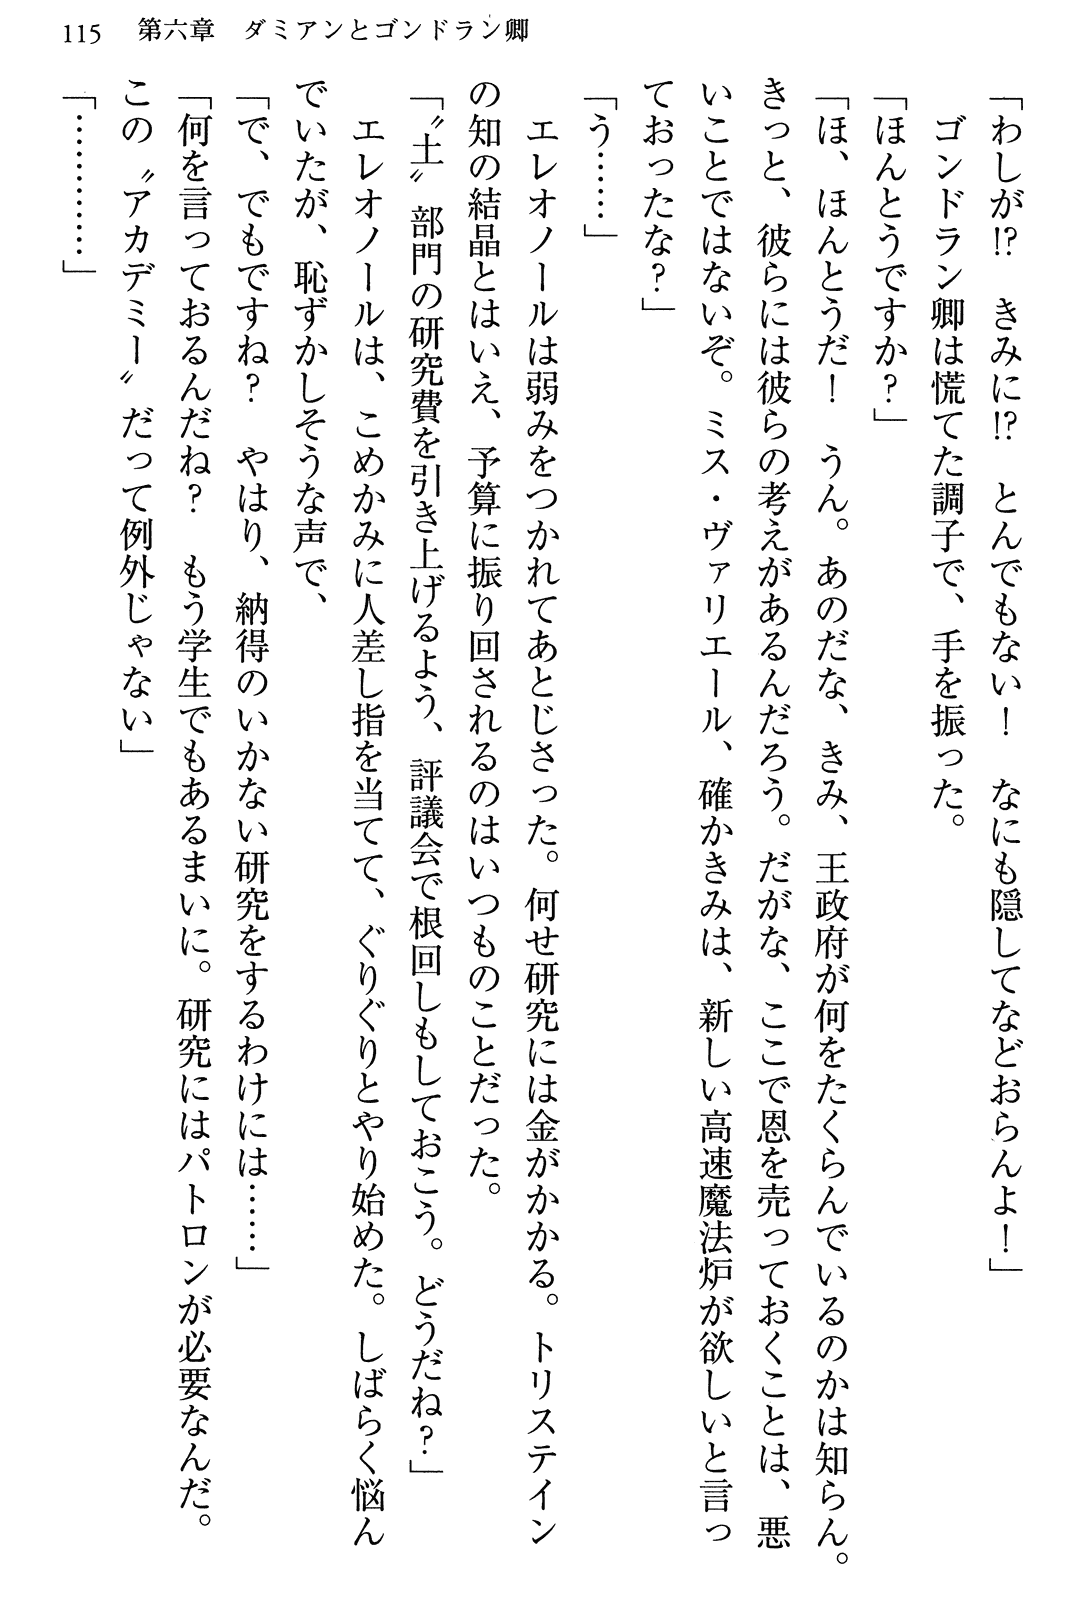 115　第六章　ダミアンとゴンドラン卿
「わしが!?　きみに!?　とんでもない！　なにも隠してなどおらんよ！」
　ゴンドラン卿は慌てた調子で、手を振った。
「ほんとうですか？」
「ほ、ほんとうだ！　うん。あのだな、きみ、王政府が何をたくらんでいるのかは知らん。
きっと、彼らには彼らの考えがあるんだろう。だがな、ここで恩を売っておくことは、悪
いことではないぞ。ミス・ヴァリエール、確かきみは、新しい高速魔法炉が欲しいと言っ
ておったな？」
「う……」
　エレオノールは弱みをつかれてあとじさった。何せ研究には金がかかる。トリステイン
の知の結晶とはいえ、予算に振り回されるのはいつものことだった。
「〝土〟部門の研究費を引き上げるよう、評議会で根回しもしておこう。どうだね？」
　エレオノールは、こめかみに人差し指を当てて、ぐりぐりとやり始めた。しばらく悩ん
でいたが、恥ずかしそうな声で、
「で、でもですね？　やはり、納得のいかない研究をするわけには……」
「何を言っておるんだね？　もう学生でもあるまいに。研究にはパトロンが必要なんだ。
この〝アカデミー〟だって例外じゃない」
「…………」